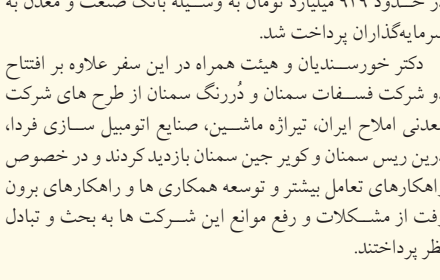 در حدود ۹۱۹ میلیارد تومان به وسیله بانک صنعت و معدن به
سرمایه‌گذاران پرداخت شد.
دکتر خورسندیان و هیئت همراه در این سفر علاوه بر افتتاح
دو شرکت فسفات سمنان و دُررنگ سمنان از طرح های شرکت
معدنی املاح ایران، تیراژه ماشین، صنایع اتومبیل سازی فردا،
زرین ریس سمنان و کویر جین سمنان بازدید کردند و در خصوص
راهکارهای تعامل بیشتر و توسعه همکاری ها و راهکارهای برون
رفت از مشکلات و رفع موانع این شرکت ها به بحث و تبادل
نظر پرداختند.